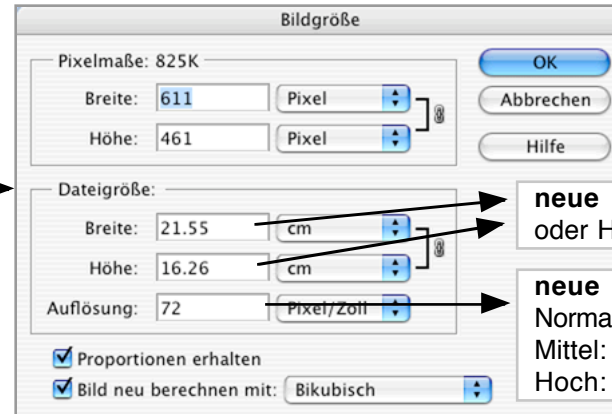 Bildgröße
Pixelmaße: 825K
Breite: 611 Pixel
Höhe: 461 Pixel
OK
Abbrechen
Hilfe
Dateigröße:
Breite: 21.55 cm
Höhe: 16.26 cm
Auflösung: 72 Pixel/Zoll
neue
oder H
neue
Norma
Mittel:
Hoch:
Proportionen erhalten
Bild neu berechnen mit: Bikubisch